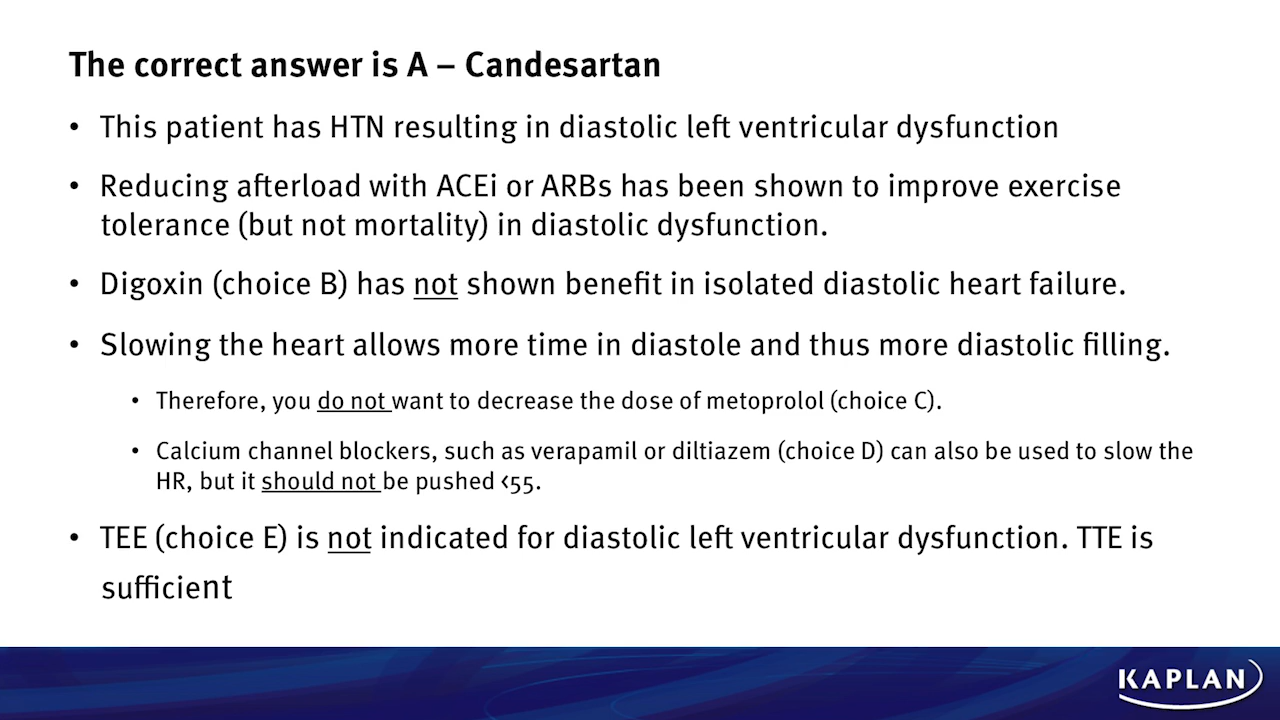 The correct answer is A – Candesartan
• This patient has HTN resulting in diastolic left ventricular dysfunction
• Reducing afterload with ACEi or ARBs has been shown to improve exercise
tolerance (but not mortality) in diastolic dysfunction.
• Digoxin (choice B) has not shown benefit in isolated diastolic heart failure.
• Slowing the heart allows more time in diastole and thus more diastolic filling.
• Therefore, you do not want to decrease the dose of metoprolol (choice C).
• Calcium channel blockers, such as verapamil or diltiazem (choice D) can also be used to slow the
HR, but it should not be pushed <55.
• TEE (choice E) is not indicated for diastolic left ventricular dysfunction. TTE is
sufficient
KAPLAN